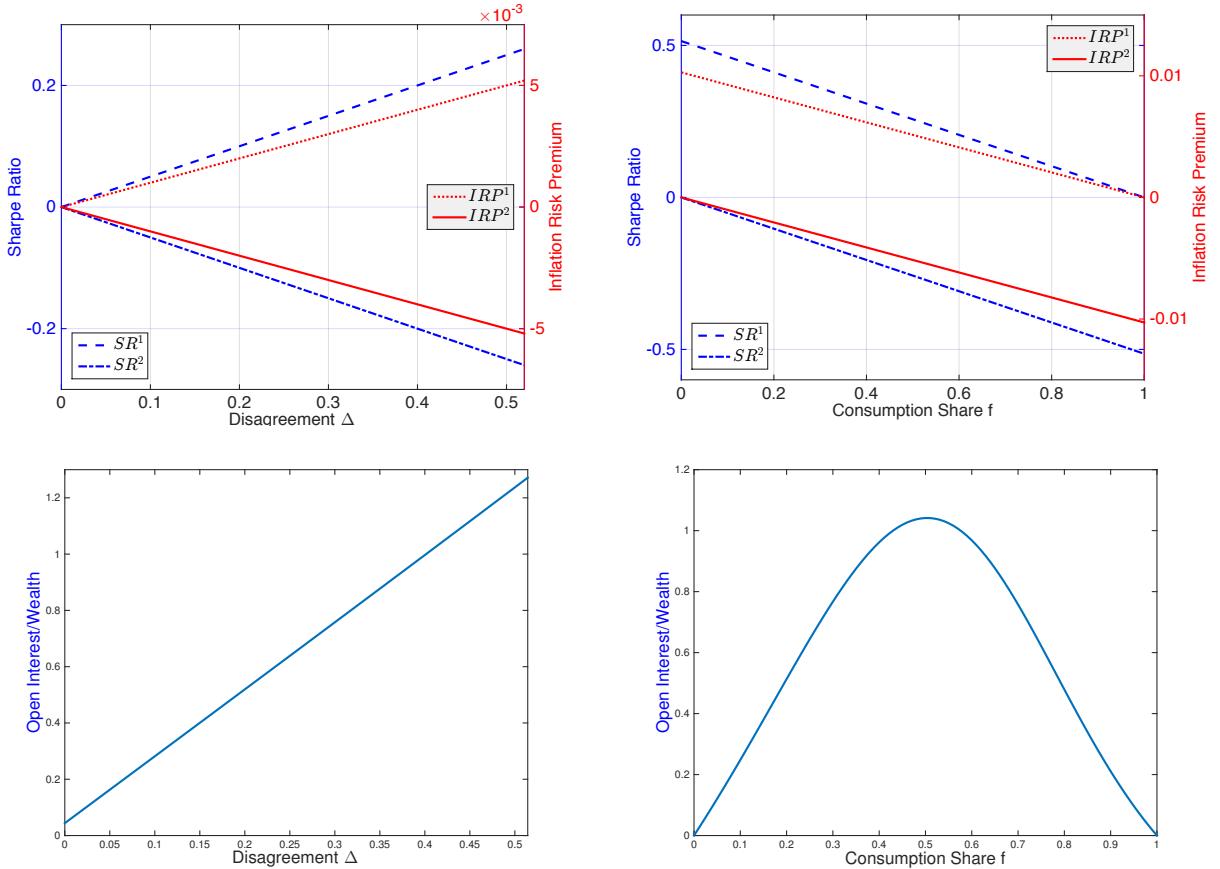 ×10⁻³
0.2
0
-0.2
Sharpe Ratio
5
0
-5
Inflation Risk Premium
IRP¹
IRP²
SR¹
SR²
0 0.1 0.2 0.3 0.4 0.5
Disagreement Δ
0.5
0
-0.5
Sharpe Ratio
0.01
0
-0.01
Inflation Risk Premium
IRP¹
IRP²
SR¹
SR²
0 0.2 0.4 0.6 0.8 1
Consumption Share f
1.2
1
0.8
0.6
0.4
0.2
0
Open Interest/Wealth
0 0.05 0.1 0.15 0.2 0.25 0.3 0.35 0.4 0.45 0.5
Disagreement Δ
1.2
1
0.8
0.6
0.4
0.2
0
Open Interest/Wealth
0 0.1 0.2 0.3 0.4 0.5 0.6 0.7 0.8 0.9 1
Consumption Share f